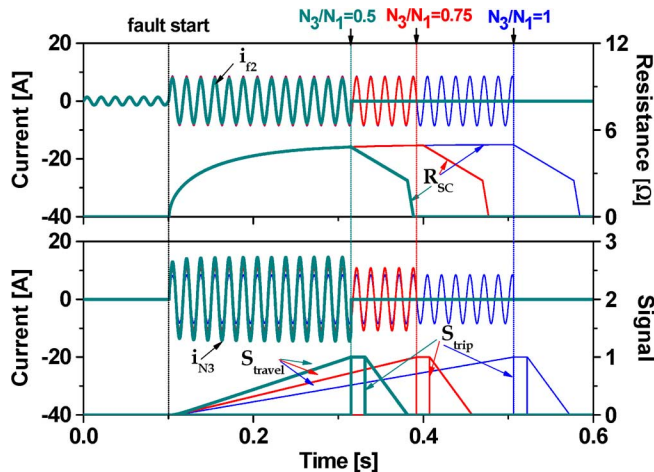 N3/N1=0.5 N3/N1=0.75 N3/N1=1
fault start
20
0
-20
-40
Current [A]
if2
RSC
12
8
4
0
Resistance [Ω]
20
0
-20
-40
Current [A]
iN3
Stravel
Strip
3
2
1
0
Signal
0.0 0.2 0.4 0.6
Time [s]